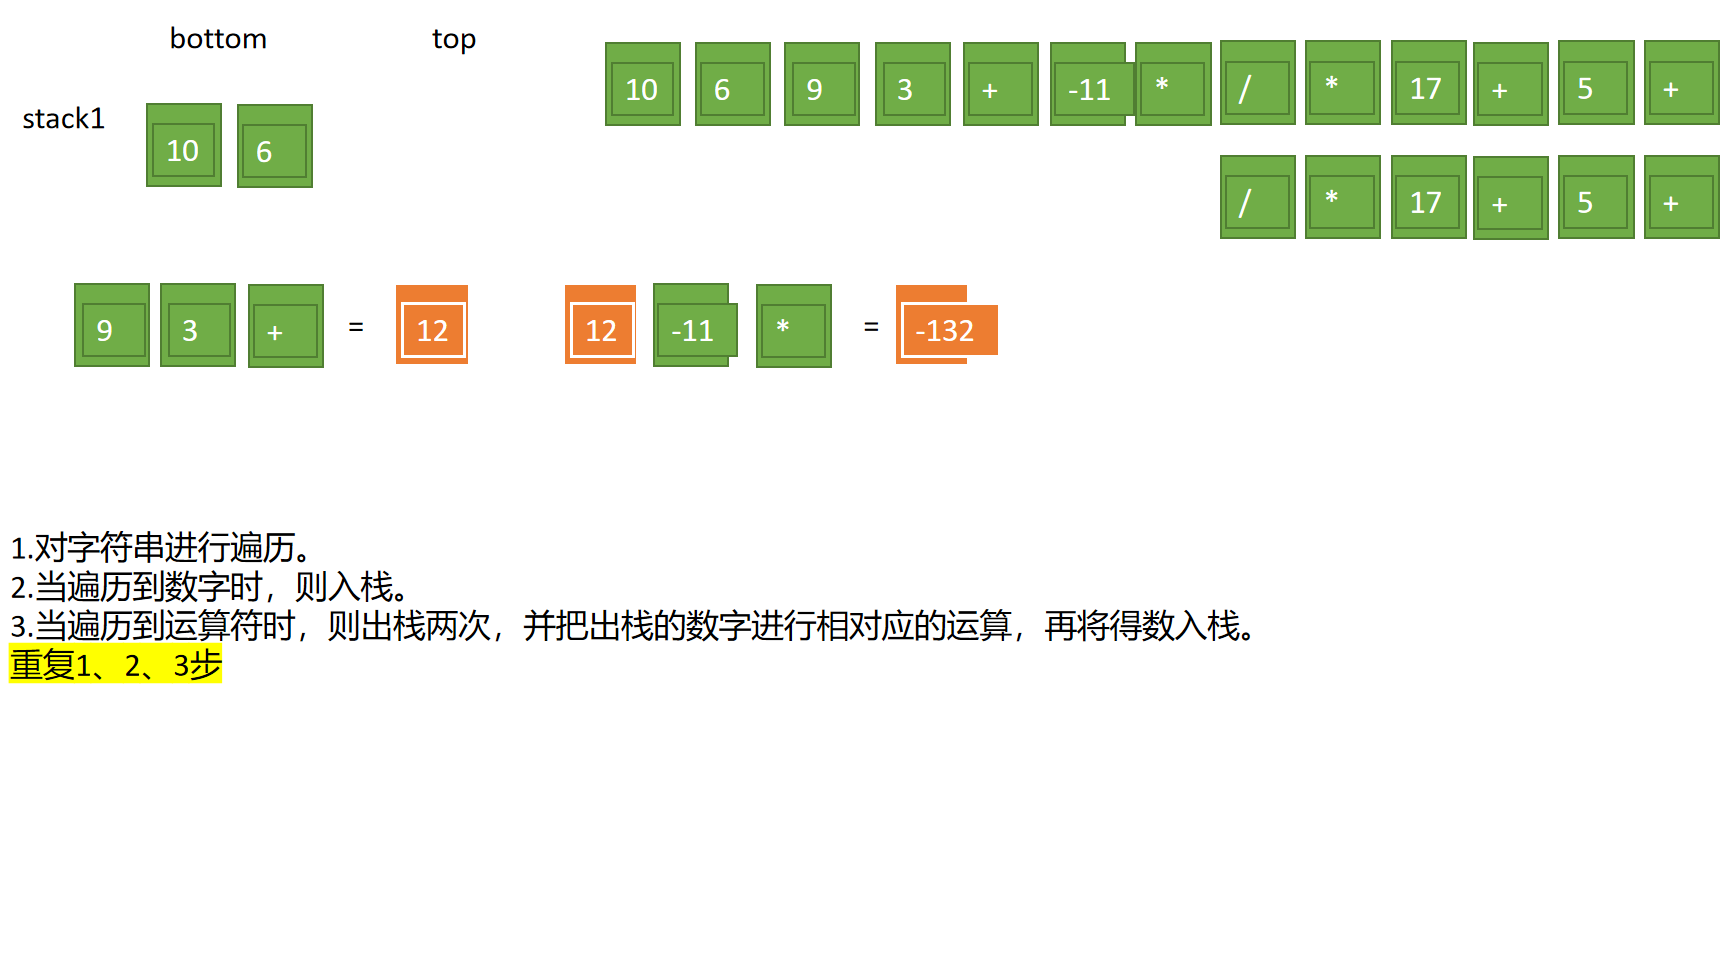 bottom top
10 6 9 3 + -11 * / * 17 + 5 +
stack1
10 6
/ * 17 + 5 +
9 3 + = 12 12 -11 * = -132
1.对字符串进行遍历。
2.当遍历到数字时，则入栈。
3.当遍历到运算符时，则出栈两次，并把出栈的数字进行相对应的运算，再将得数入栈。
重复1、2、3步